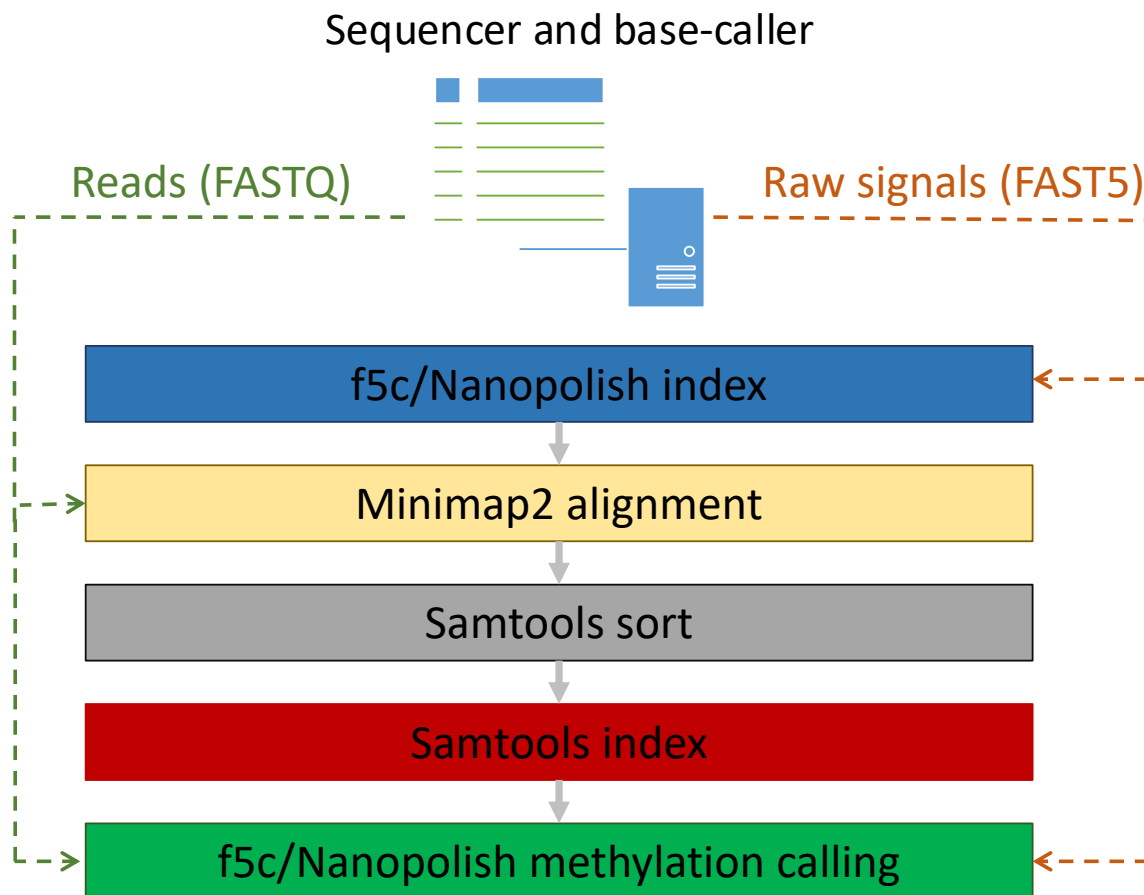 Sequencer and base-caller
Reads (FASTQ)
Raw signals (FAST5)
f5c/Nanopolish index
Minimap2 alignment
Samtools sort
Samtools index
f5c/Nanopolish methylation calling